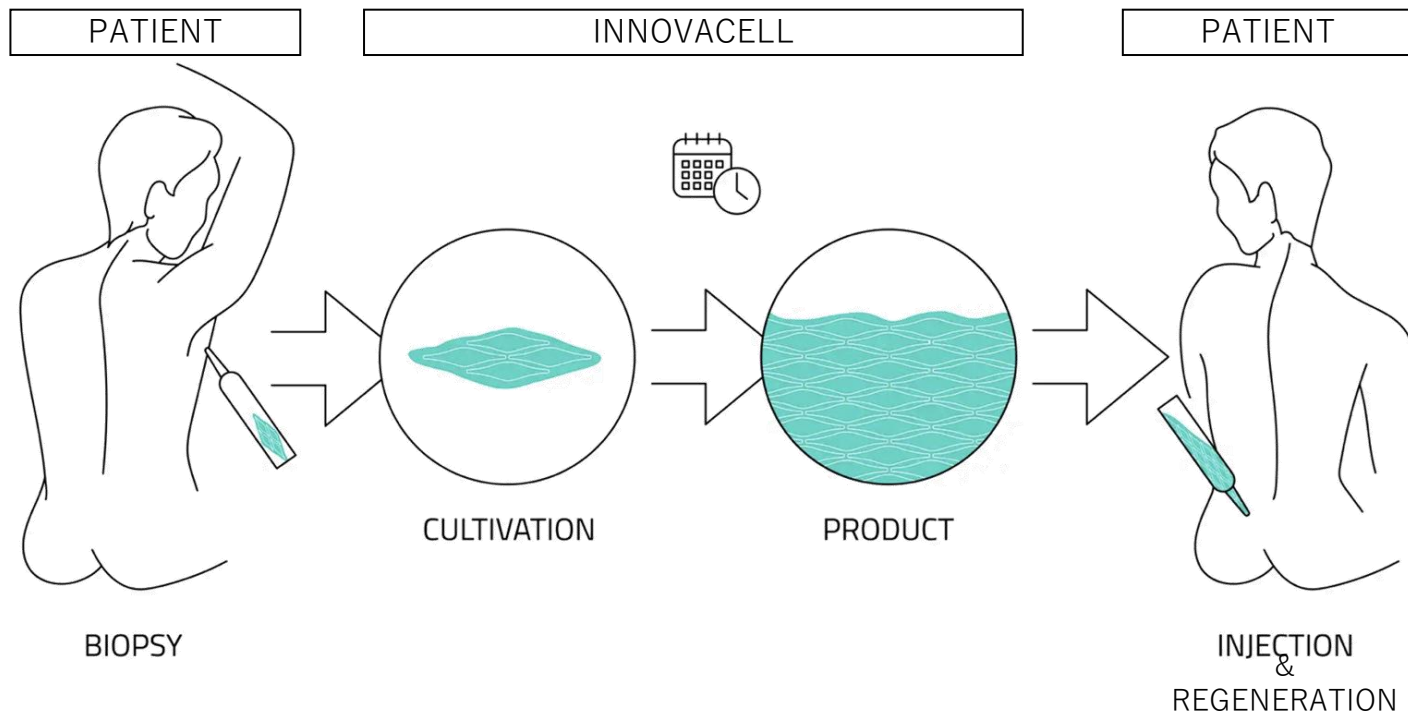 PATIENT
INNOVACELL
PATIENT
CULTIVATION
PRODUCT
BIOPSY
INJECTION
&
REGENERATION